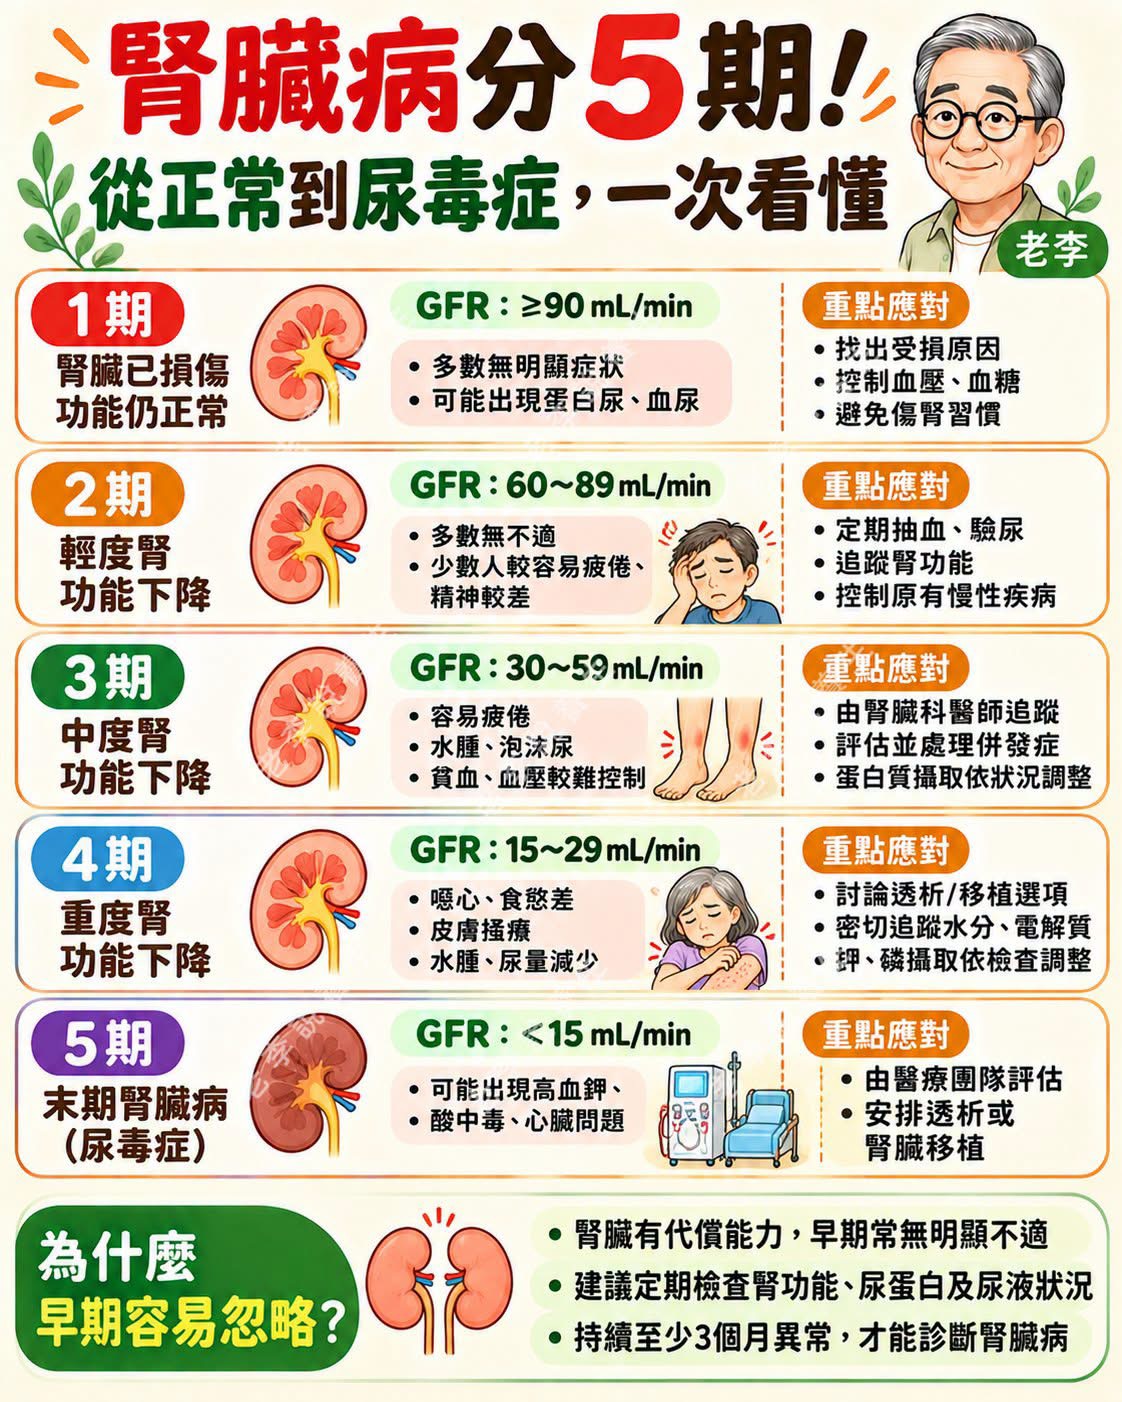 腎臟病分5期!
從正常到尿毒症，一次看懂
老李
1期
腎臟已損傷
功能仍正常
GFR：≥90 mL/min
• 多數無明顯症狀
• 可能出現蛋白尿、血尿
重點應對
• 找出受損原因
• 控制血壓、血糖
• 避免傷腎習慣
2期
輕度腎
功能下降
GFR：60～89 mL/min
• 多數無不適
• 少數人較容易疲倦、
精神較差
重點應對
• 定期抽血、驗尿
• 追蹤腎功能
• 控制原有慢性疾病
3期
中度腎
功能下降
GFR：30～59 mL/min
• 容易疲倦
• 水腫、泡沫尿
• 貧血、血壓較難控制
重點應對
• 由腎臟科醫師追蹤
• 評估並處理併發症
• 蛋白質攝取依狀況調整
4期
重度腎
功能下降
GFR：15～29 mL/min
• 噁心、食慾差
• 皮膚搔癢
• 水腫、尿量減少
重點應對
• 討論透析/移植選項
• 密切追蹤水分、電解質
• 鉀、磷攝取依檢查調整
5期
末期腎臟病
(尿毒症)
GFR：＜15 mL/min
• 可能出現高血鉀、
• 酸中毒、心臟問題
重點應對
• 由醫療團隊評估
• 安排透析或
腎臟移植
為什麼
早期容易忽略?
• 腎臟有代償能力，早期常無明顯不適
• 建議定期檢查腎功能、尿蛋白及尿液狀況
• 持續至少3個月異常，才能診斷腎臟病